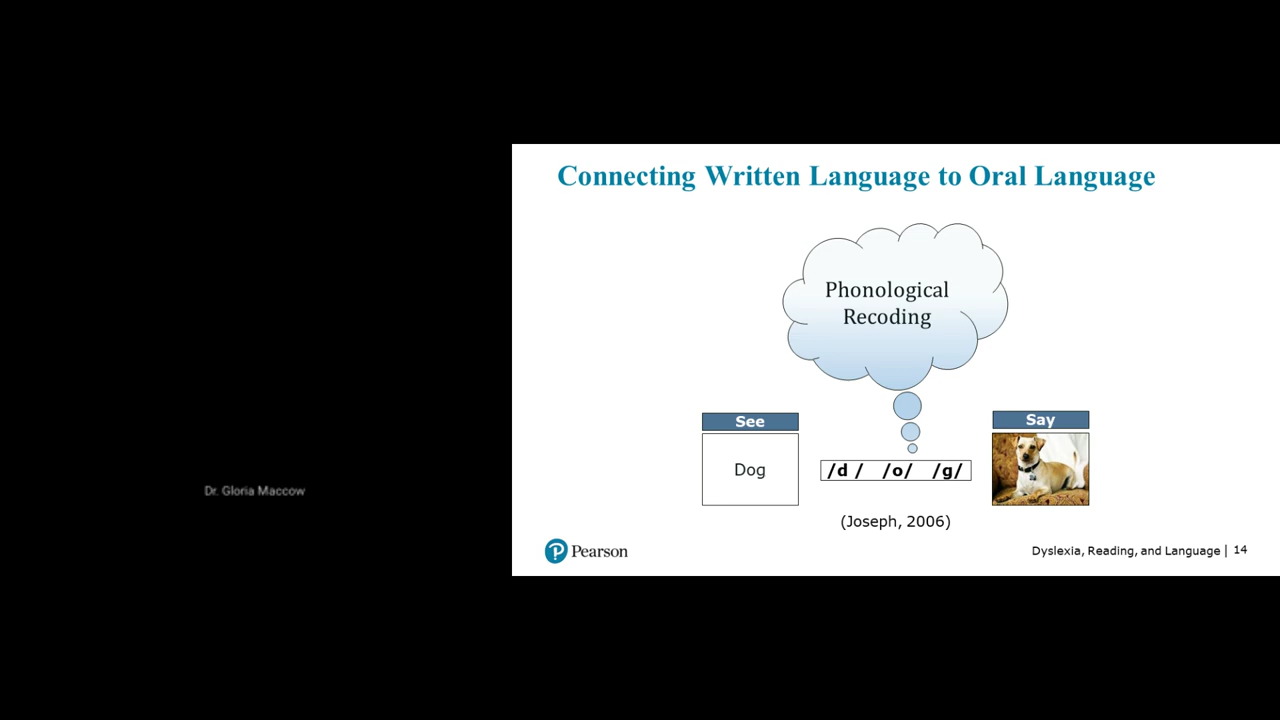 Connecting Written Language to Oral Language
Phonological
Recoding
See
Say
Dog
/d / /o/ /g/
(Joseph, 2006)
Dr. Gloria Maccow
Pearson
Dyslexia, Reading, and Language | 14